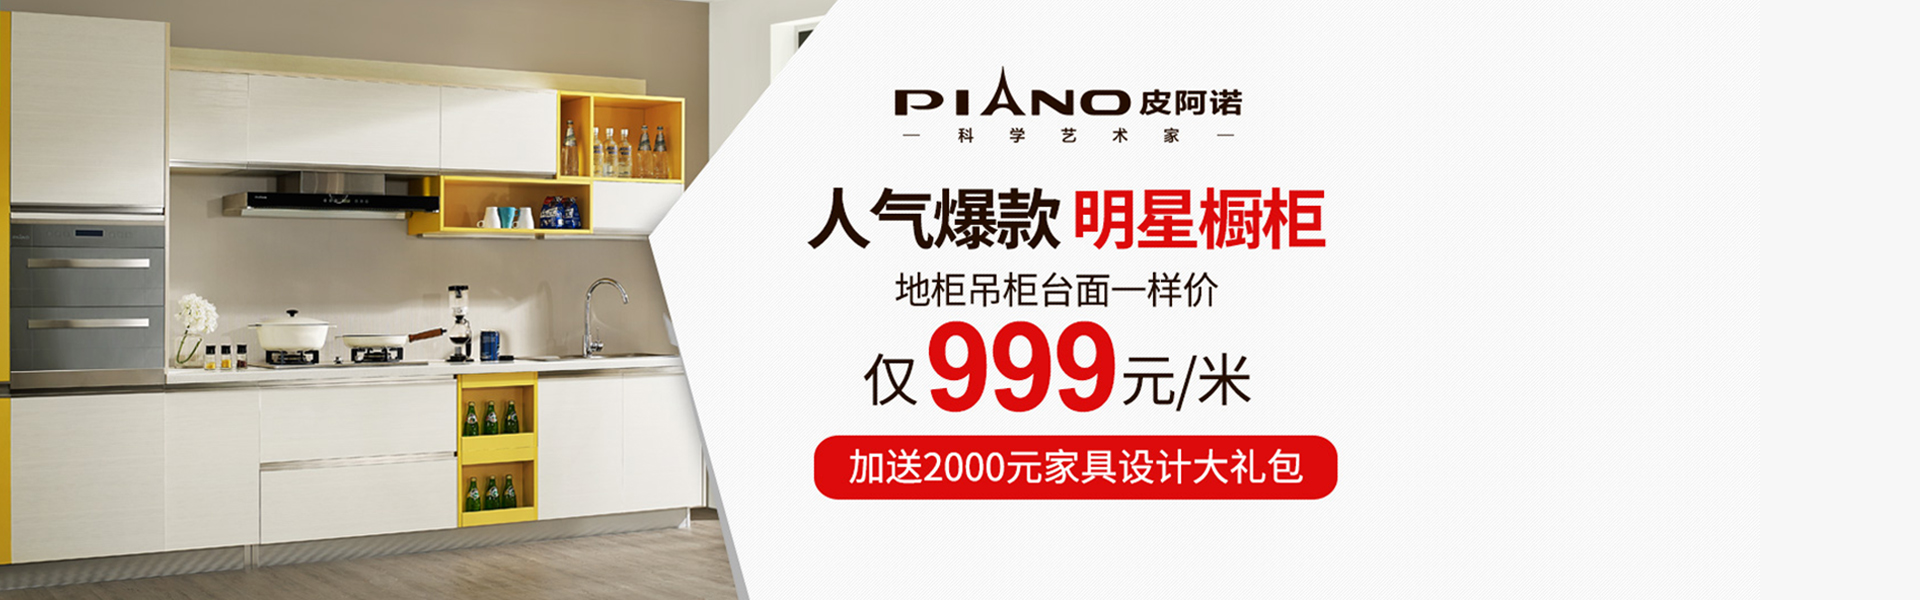 PIANO皮阿诺
— 科学艺术家 —
人气爆款 明星橱柜
地柜吊柜台面一样价
仅999元/米
加送2000元家具设计大礼包